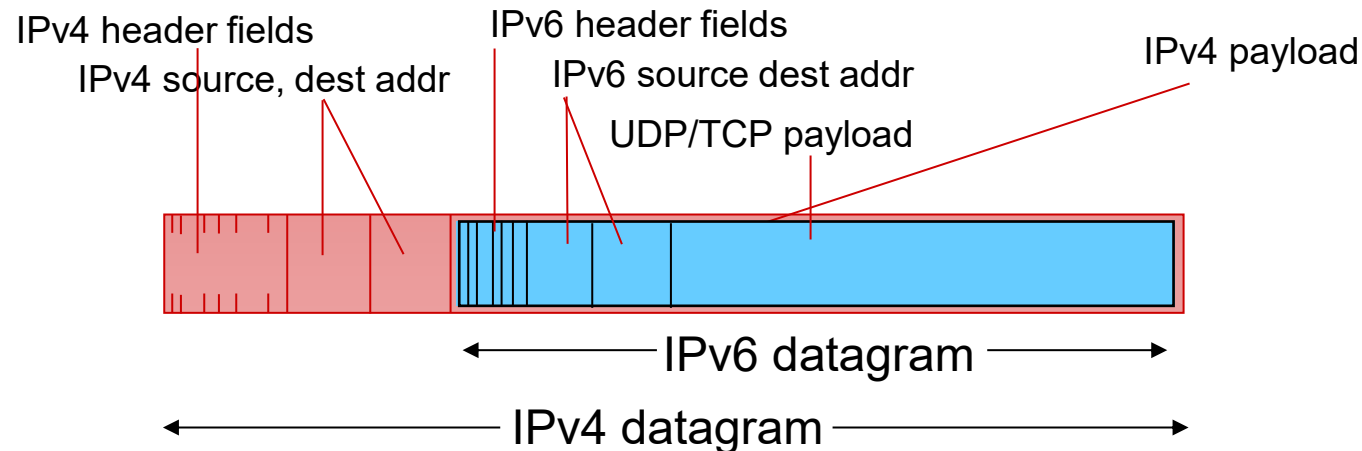 IPv4 header fields
IPv6 header fields
IPv4 payload
IPv4 source, dest addr
IPv6 source dest addr
UDP/TCP payload
IPv6 datagram
IPv4 datagram